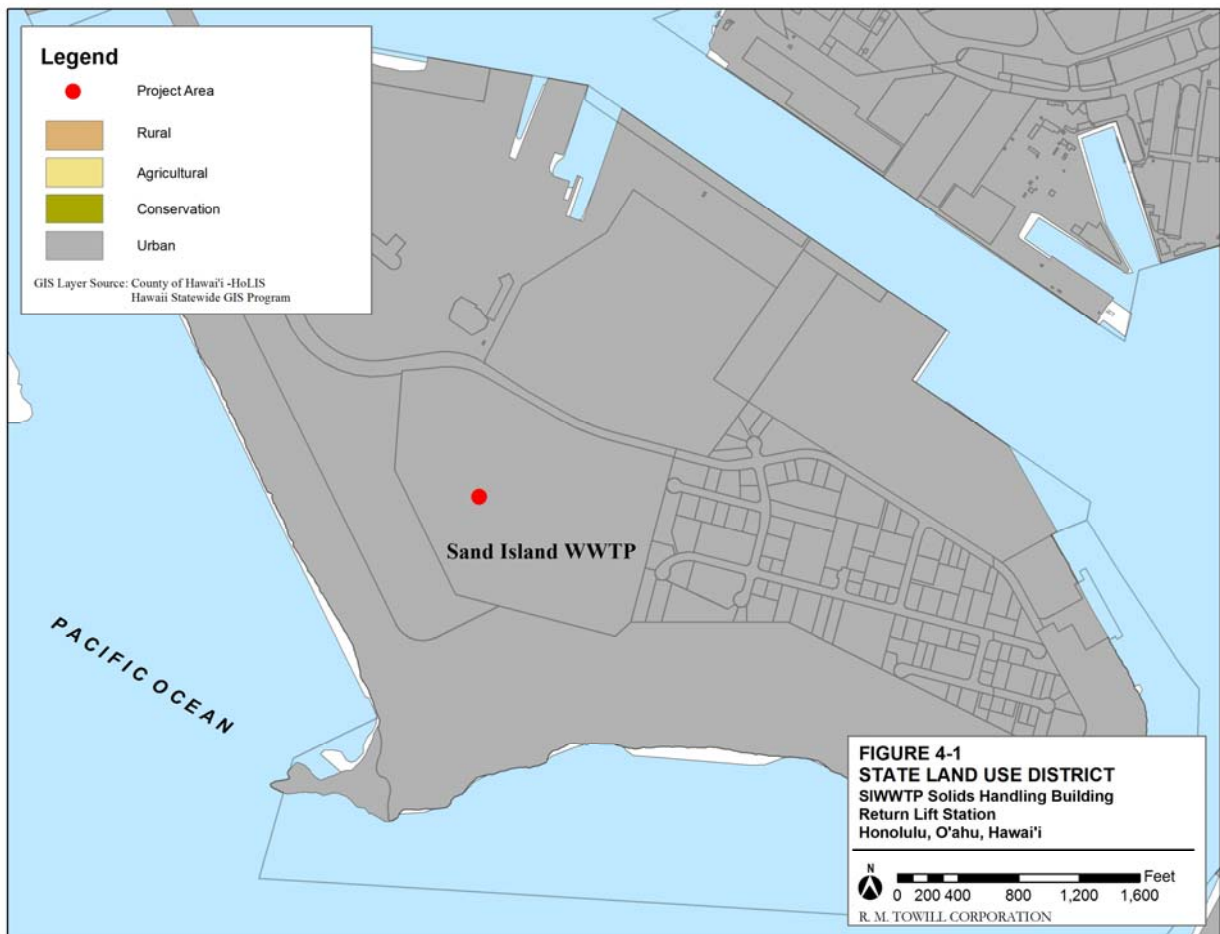 Legend
Project Area
Rural
Agricultural
Conservation
Urban
GIS Layer Source: County of Hawai'i -HoLIS
Hawaii Statewide GIS Program
Sand Island WWTP
PACIFIC OCEAN
FIGURE 4-1
STATE LAND USE DISTRICT
SIWWTP Solids Handling Building
Return Lift Station
Honolulu, O'ahu, Hawai'i
N
Feet
0 200 400 800 1,200 1,600
R. M. TOWILL CORPORATION